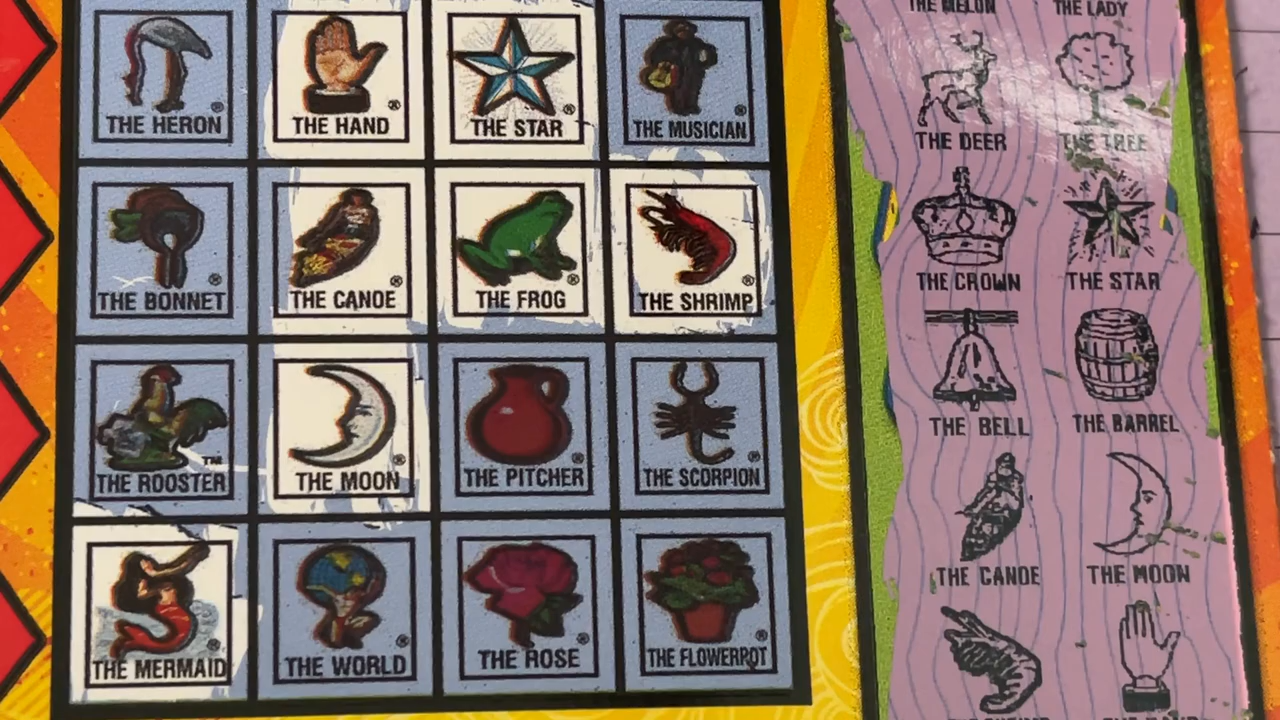 THE HERON
THE HAND
THE STAR
THE MUSICIAN
THE BONNET
THE CANOE
THE FROG
THE SHRIMP
THE ROOSTER
THE MOON
THE PITCHER
THE SCORPION
THE MERMAID
THE WORLD
THE ROSE
THE FLOWERPOT
THE MELON
THE LADY
THE DEER
THE TREE
THE CROWN
THE STAR
THE BELL
THE BARREL
THE CANOE
THE MOON